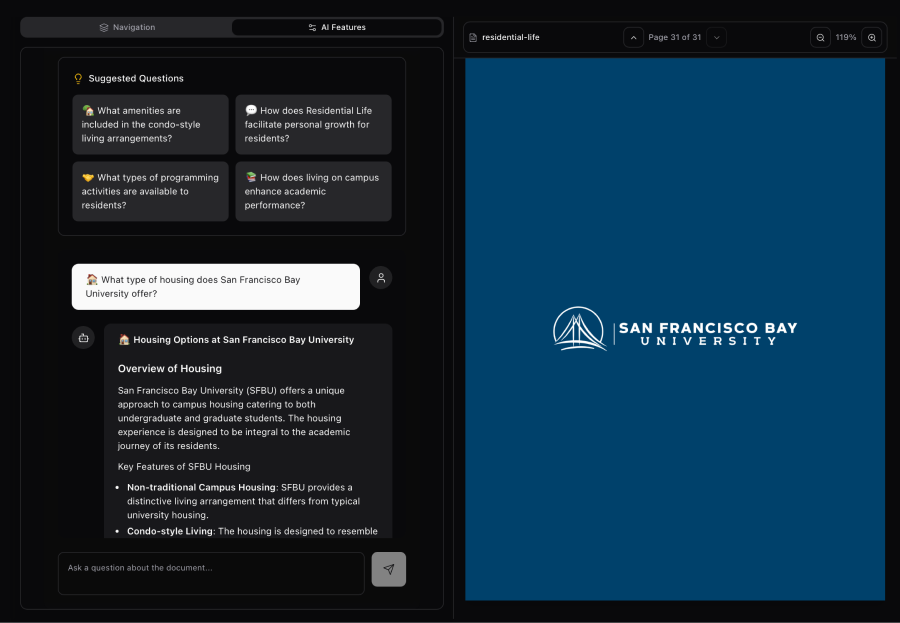 Navigation
AI Features
Suggested Questions
🏡 What amenities are
included in the condo-style
living arrangements?
💬 How does Residential Life
facilitate personal growth for
residents?
🤝 What types of programming
activities are available to
residents?
📚 How does living on campus
enhance academic
performance?
🏠 What type of housing does San Francisco Bay
University offer?
🏠 Housing Options at San Francisco Bay University
Overview of Housing
San Francisco Bay University (SFBU) offers a unique
approach to campus housing catering to both
undergraduate and graduate students. The housing
experience is designed to be integral to the academic
journey of its residents.
Key Features of SFBU Housing
• Non-traditional Campus Housing: SFBU provides a
distinctive living arrangement that differs from typical
university housing.
• Condo-style Living: The housing is designed to resemble
Ask a question about the document...
residential-life
Page 31 of 31
119%
SAN FRANCISCO BAY
UNIVERSITY